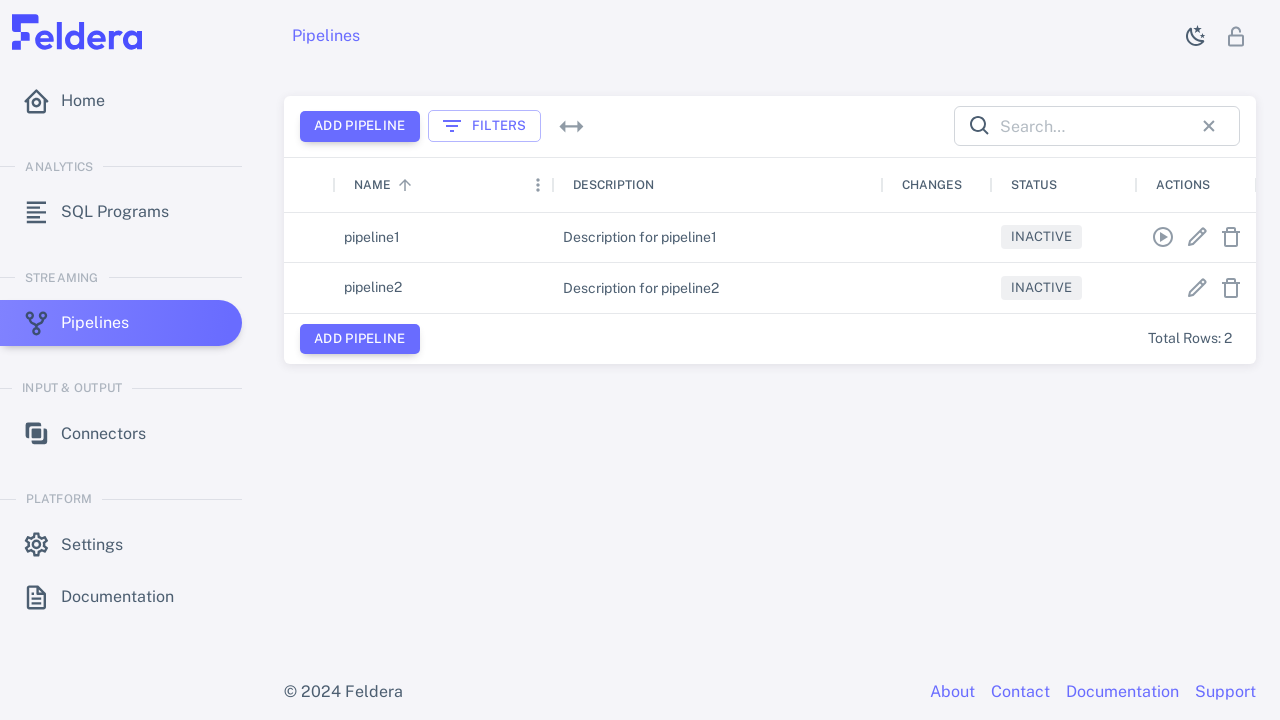 Feldera
Pipelines
Home
ANALYTICS
SQL Programs
STREAMING
Pipelines
INPUT & OUTPUT
Connectors
PLATFORM
Settings
Documentation
ADD PIPELINE
FILTERS
Search...
NAME DESCRIPTION CHANGES STATUS ACTIONS
pipeline1 Description for pipeline1 INACTIVE
pipeline2 Description for pipeline2 INACTIVE
ADD PIPELINE
Total Rows: 2
© 2024 Feldera
About Contact Documentation Support